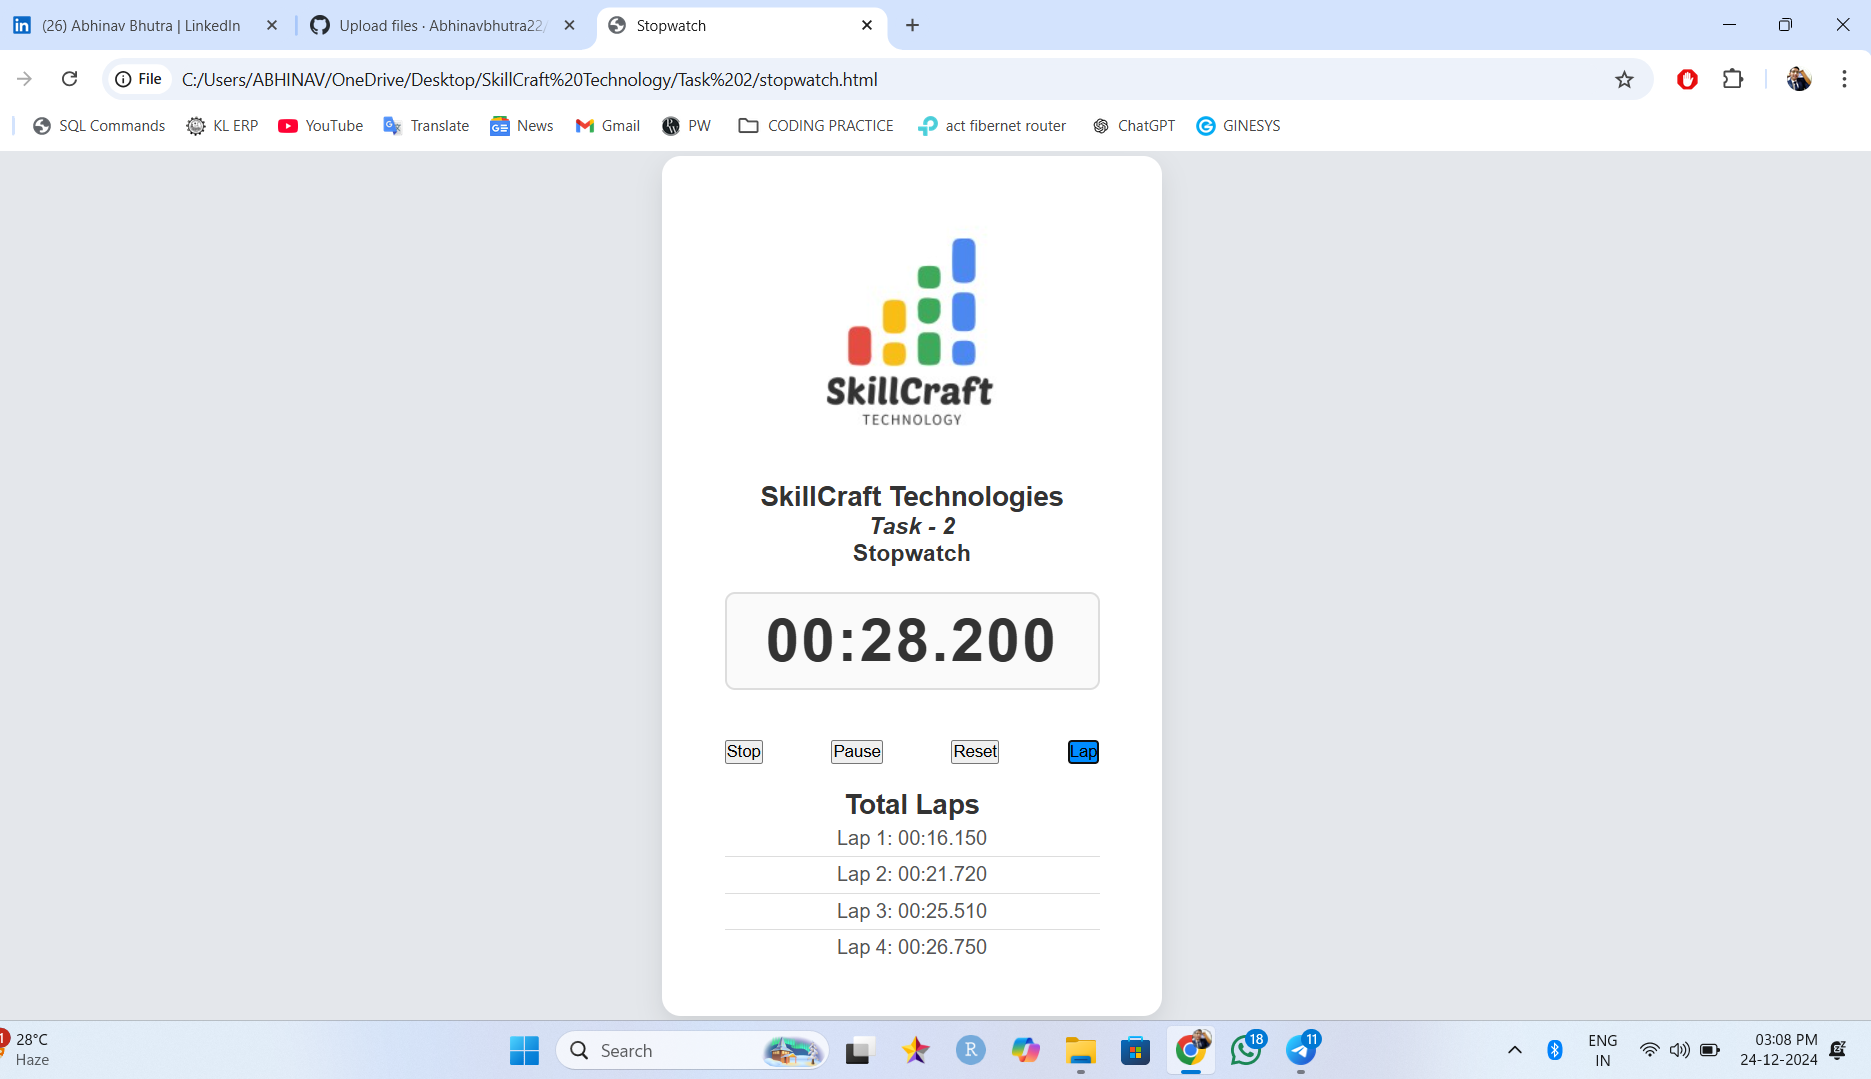 (26) Abhinav Bhutra | LinkedIn
Upload files · Abhinavbhutra22/
Stopwatch
File C:/Users/ABHINAV/OneDrive/Desktop/SkillCraft%20Technology/Task%202/stopwatch.html
SQL Commands KL ERP YouTube Translate News Gmail PW CODING PRACTICE act fibernet router ChatGPT GINESYS
SkillCraft
TECHNOLOGY
SkillCraft Technologies
Task - 2
Stopwatch
00:28.200
Stop Pause Reset Lap
Total Laps
Lap 1: 00:16.150
Lap 2: 00:21.720
Lap 3: 00:25.510
Lap 4: 00:26.750
1
28°C
Haze
Search
R
18
11
ENG
IN
03:08 PM
24-12-2024